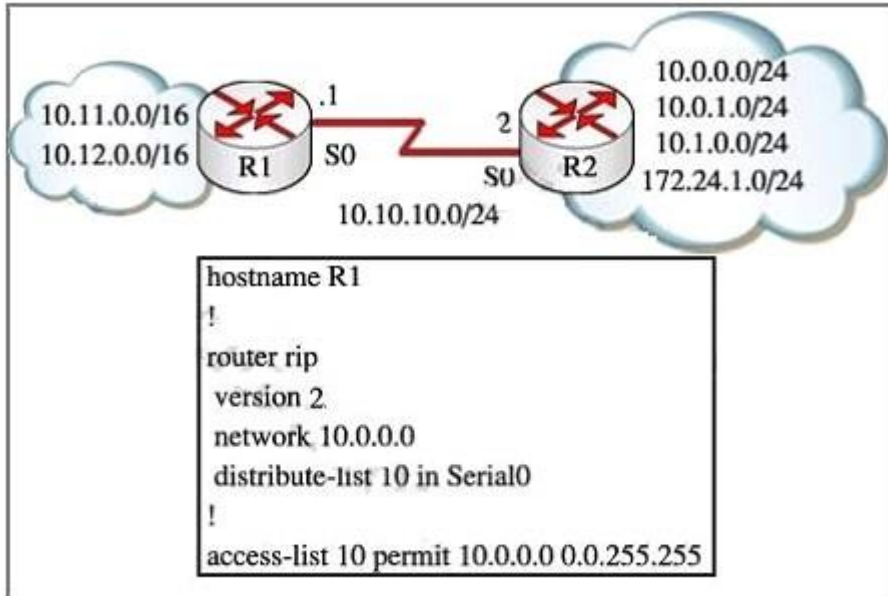 10.11.0.0/16
10.12.0.0/16
R1
.1
S0
10.10.10.0/24
2
S0
R2
10.0.0.0/24
10.0.1.0/24
10.1.0.0/24
172.24.1.0/24
hostname R1
!
router rip
version 2
network 10.0.0.0
distribute-list 10 in Serial0
!
access-list 10 permit 10.0.0.0 0.0.255.255